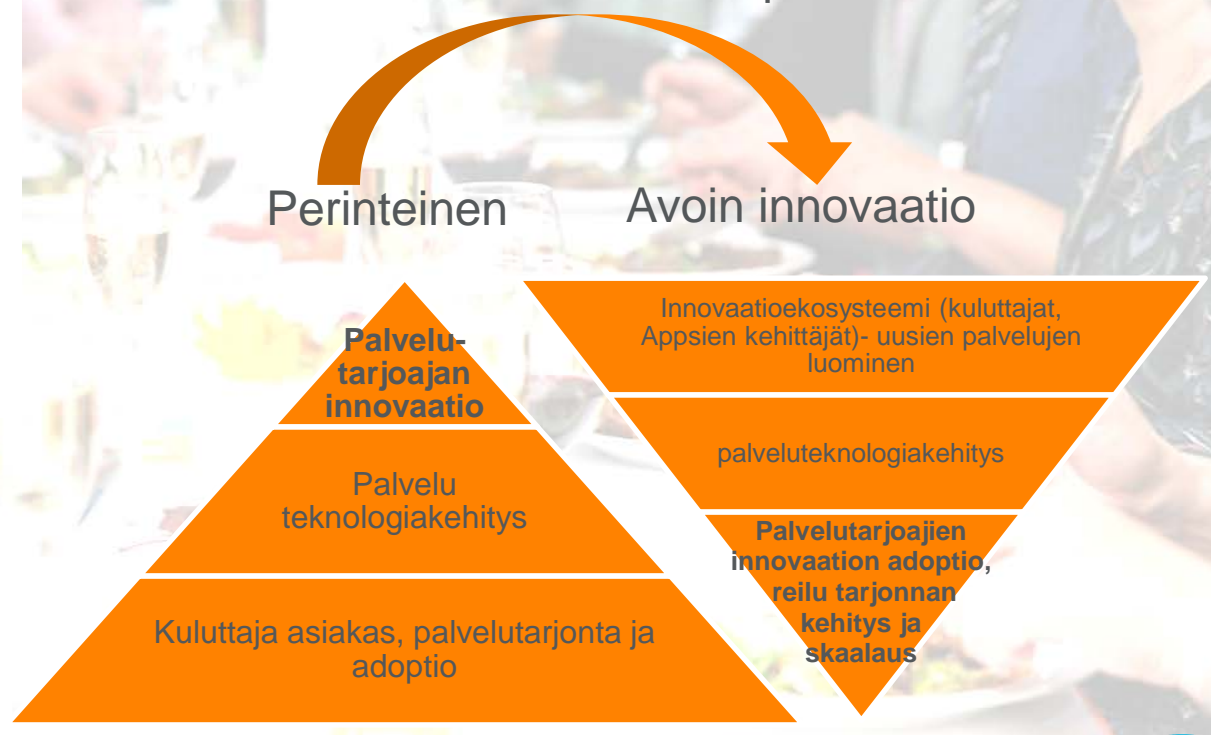 Perinteinen
Avoin innovaatio
Palvelu-
tarjoajan
innovaatio
Palvelu
teknologiakehitys
Kuluttaja asiakas, palvelutarjonta ja
adoptio
Innovaatioekosysteemi (kuluttajat,
Appsien kehittäjät)- uusien palvelujen
luominen
palveluteknologiakehitys
Palvelutarjoajien
innovaation adoptio,
reilu tarjonnan
kehitys ja
skaalaus